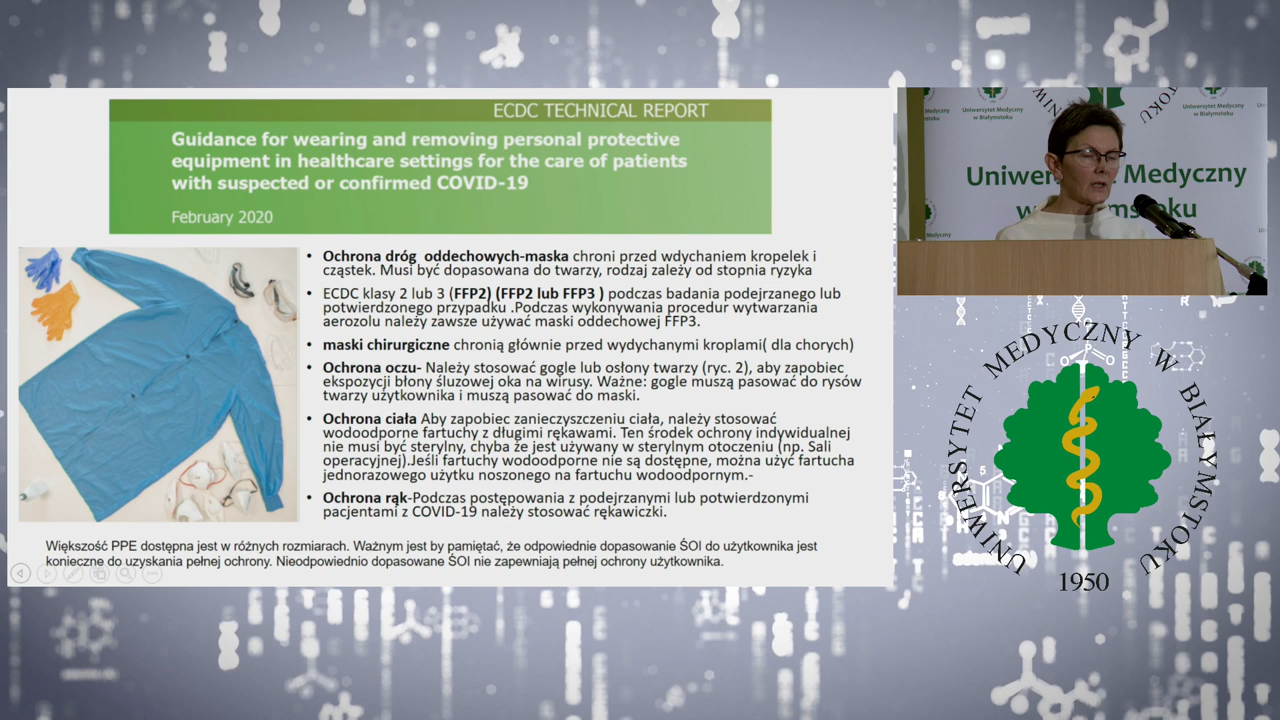 ECDC TECHNICAL REPORT
Guidance for wearing and removing personal protective
equipment in healthcare settings for the care of patients
with suspected or confirmed COVID-19
February 2020
• Ochrona dróg oddechowych-maska chroni przed wdychaniem kropelek i
cząstek. Musi być dopasowana do twarzy, rodzaj zależy od stopnia ryzyka
• ECDC klasy 2 lub 3 (FFP2) (FFP2 lub FFP3 ) podczas badania podejrzanego lub
potwierdzonego przypadku .Podczas wykonywania procedur wytwarzania
aerozolu należy zawsze używać maski oddechowej FFP3.
• maski chirurgiczne chronią głównie przed wydychanymi kroplami( dla chorych)
• Ochrona oczu- Należy stosować gogle lub osłony twarzy (ryc. 2), aby zapobiec
ekspozycji błony śluzowej oka na wirusy. Ważne: gogle muszą pasować do rysów
twarzy użytkownika i muszą pasować do maski.
• Ochrona ciała Aby zapobiec zanieczyszczeniu ciała, należy stosować
wodoodporne fartuchy z długimi rękawami. Ten środek ochrony indywidualnej
nie musi być sterylny, chyba że jest używany w sterylnym otoczeniu (np. Sali
operacyjnej).Jeśli fartuchy wodoodporne nie są dostępne, można użyć fartucha
jednorazowego użytku noszonego na fartuchu wodoodpornym.-
• Ochrona rąk-Podczas postępowania z podejrzanymi lub potwierdzonymi
pacjentami z COVID-19 należy stosować rękawiczki.
Większość PPE dostępna jest w różnych rozmiarach. Ważnym jest by pamiętać, że odpowiednie dopasowanie ŚOI do użytkownika jest
konieczne do uzyskania pełnej ochrony. Nieodpowiednio dopasowane ŚOI nie zapewniają pełnej ochrony użytkownika.
Uniwersytet Medyczny
w Białymstoku
Uniwersytet Medyczny
w Białymstoku
Medyczny
Medyczny
UNIWERSYTET MEDYCZNY W BIAŁYMSTOKU
1950